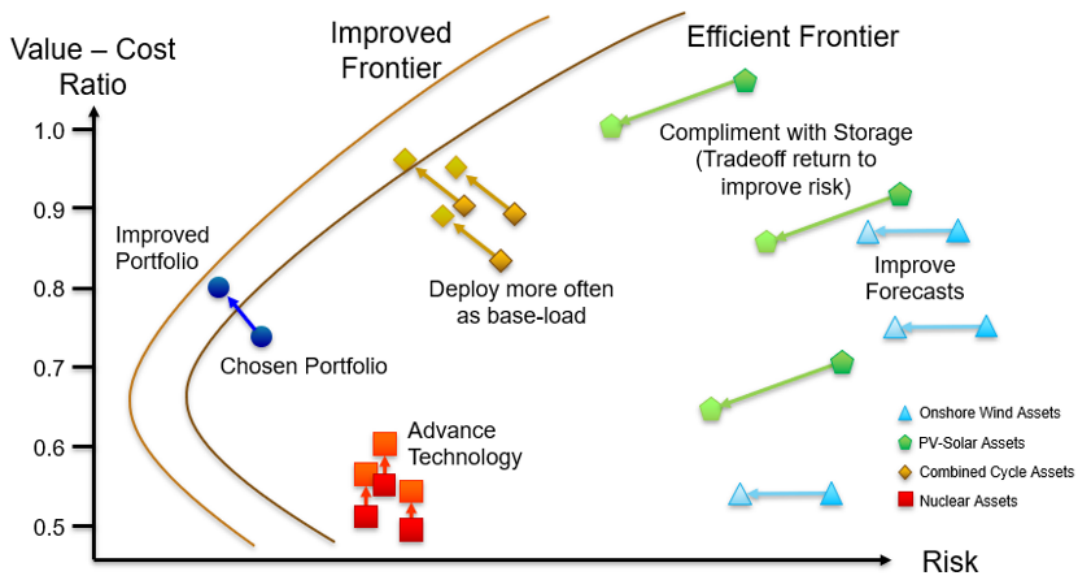 Value – Cost
Ratio
Improved
Frontier
Efficient Frontier
1.0
0.9
0.8
0.7
0.6
0.5
Compliment with Storage
(Tradeoff return to
improve risk)
Improved
Portfolio
Chosen Portfolio
Deploy more often
as base-load
Improve
Forecasts
Advance
Technology
Onshore Wind Assets
PV-Solar Assets
Combined Cycle Assets
Nuclear Assets
Risk